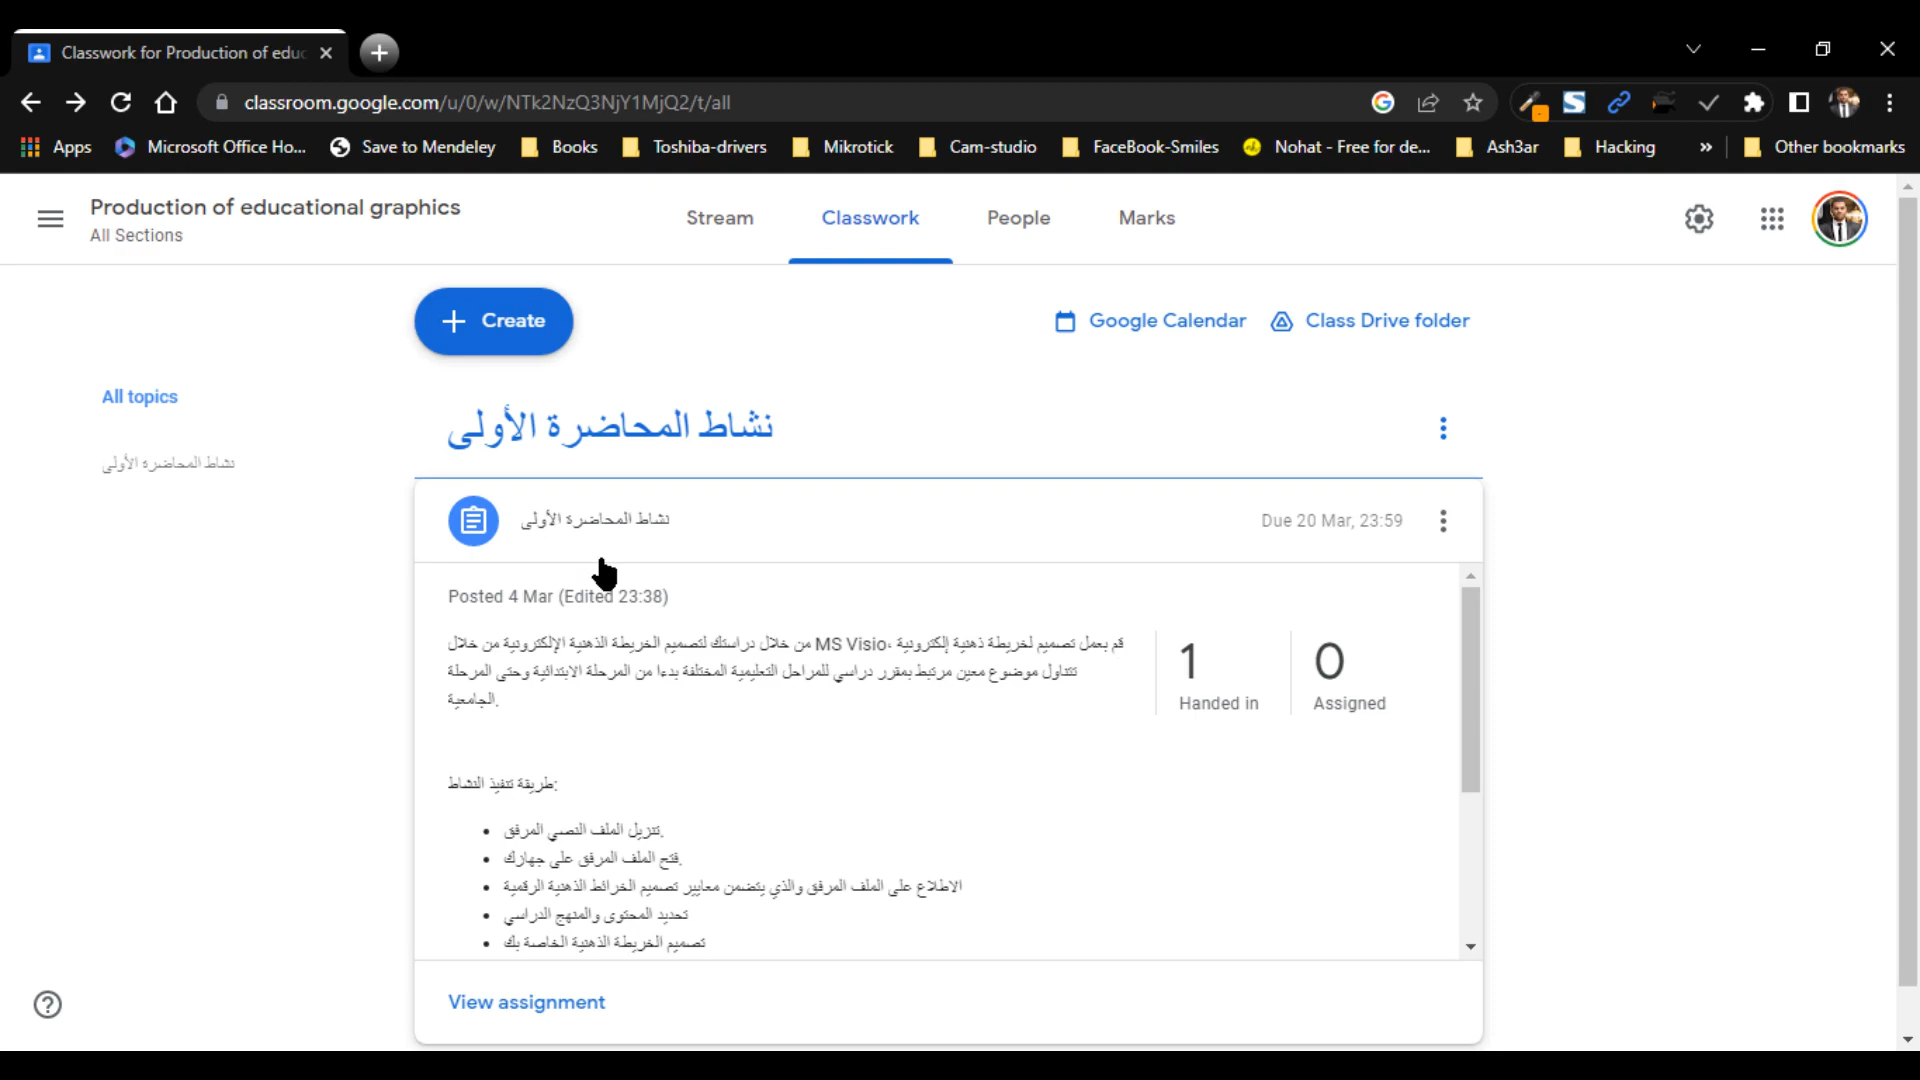 Classwork for Production of educ
classroom.google.com/u/0/w/NTk2NzQ3NjY1MjQ2/t/all
Apps Microsoft Office Ho... Save to Mendeley Books Toshiba-drivers Mikrotick Cam-studio FaceBook-Smiles Nohat - Free for de... Ash3ar Hacking » Other bookmarks
Production of educational graphics
All Sections
Stream Classwork People Marks
Create
Google Calendar Class Drive folder
All topics
نشاط المحاضرة الأولى
نشاط المحاضرة الأولى
نشاط المحاضرة الأولى
Due 20 Mar, 23:59
Posted 4 Mar (Edited 23:38)
من خلال دراستك لتصميم الخريطة الذهنية الإلكترونية من خلال MS Visio، قم بعمل تصميم لخريطة ذهنية إلكترونية
تتناول موضوع معين مرتبط بمقرر دراسي للمراحل التعليمية المختلفة بدءا من المرحلة الابتدائية وحتى المرحلة
الجامعية.
1
Handed in
0
Assigned
طريقة تنفيذ النشاط:
• تنزيل الملف النصي المرفق.
• فتح الملف المرفق على جهازك.
• الاطلاع على الملف المرفق والذي يتضمن معايير تصميم الخرائط الذهنية الرقمية
• تحديد المحتوى والمنهج الدراسي
• تصميم الخريطة الذهنية الخاصة بك
View assignment